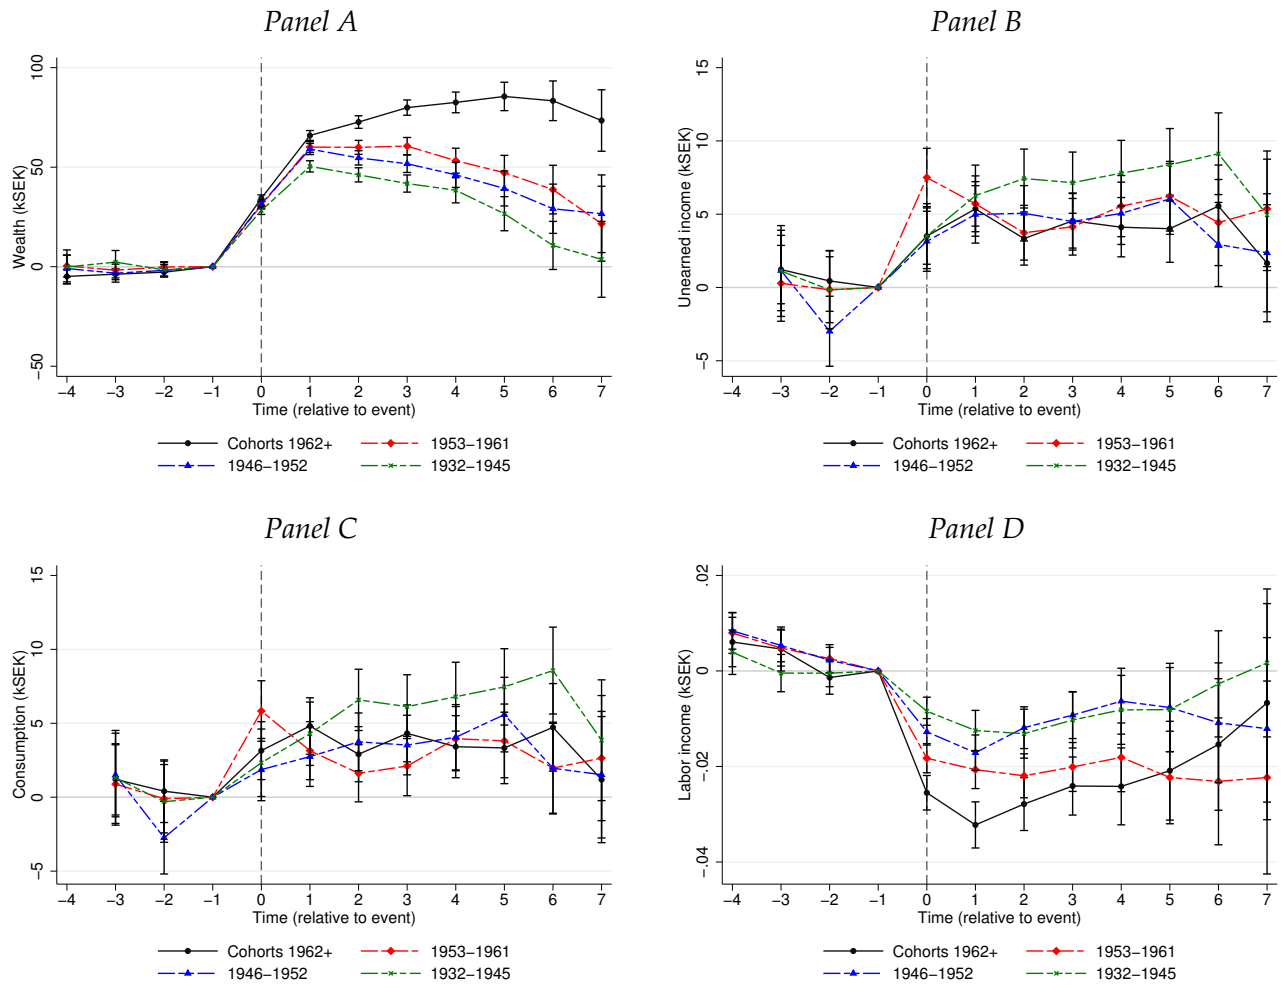 Panel A
Wealth (kSEK)
100
50
0
−50
−4 −3 −2 −1 0 1 2 3 4 5 6 7
Time (relative to event)
Cohorts 1962+ 1953−1961
1946−1952 1932−1945
Panel B
Unearned income (kSEK)
15
10
5
0
−5
−4 −3 −2 −1 0 1 2 3 4 5 6 7
Time (relative to event)
Cohorts 1962+ 1953−1961
1946−1952 1932−1945
Panel C
Consumption (kSEK)
15
10
5
0
−5
−4 −3 −2 −1 0 1 2 3 4 5 6 7
Time (relative to event)
Cohorts 1962+ 1953−1961
1946−1952 1932−1945
Panel D
Labor income (kSEK)
.02
0
−.02
−.04
−4 −3 −2 −1 0 1 2 3 4 5 6 7
Time (relative to event)
Cohorts 1962+ 1953−1961
1946−1952 1932−1945